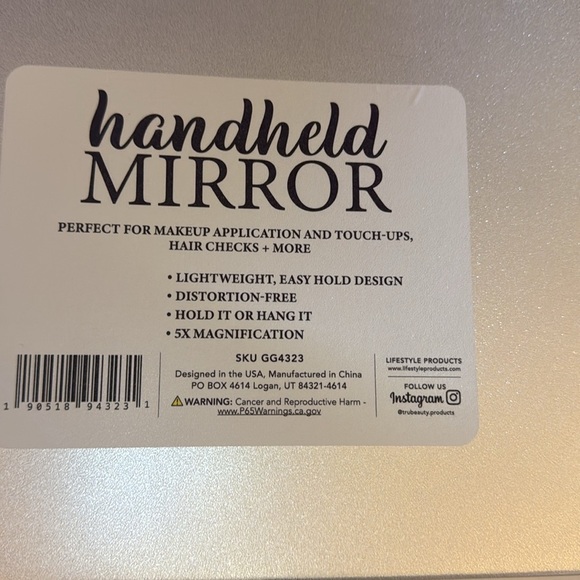 handheld
MIRROR
PERFECT FOR MAKEUP APPLICATION AND TOUCH-UPS,
HAIR CHECKS + MORE
• LIGHTWEIGHT, EASY HOLD DESIGN
• DISTORTION-FREE
• HOLD IT OR HANG IT
• 5X MAGNIFICATION
SKU GG4323
Designed in the USA, Manufactured in China
PO BOX 4614 Logan, UT 84321-4614
⚠WARNING: Cancer and Reproductive Harm -
www.P65Warnings.ca.gov
1 90518 94323 1
LIFESTYLE PRODUCTS
www.lifestyleproducts.com
FOLLOW US
Instagram
@trubeauty.products